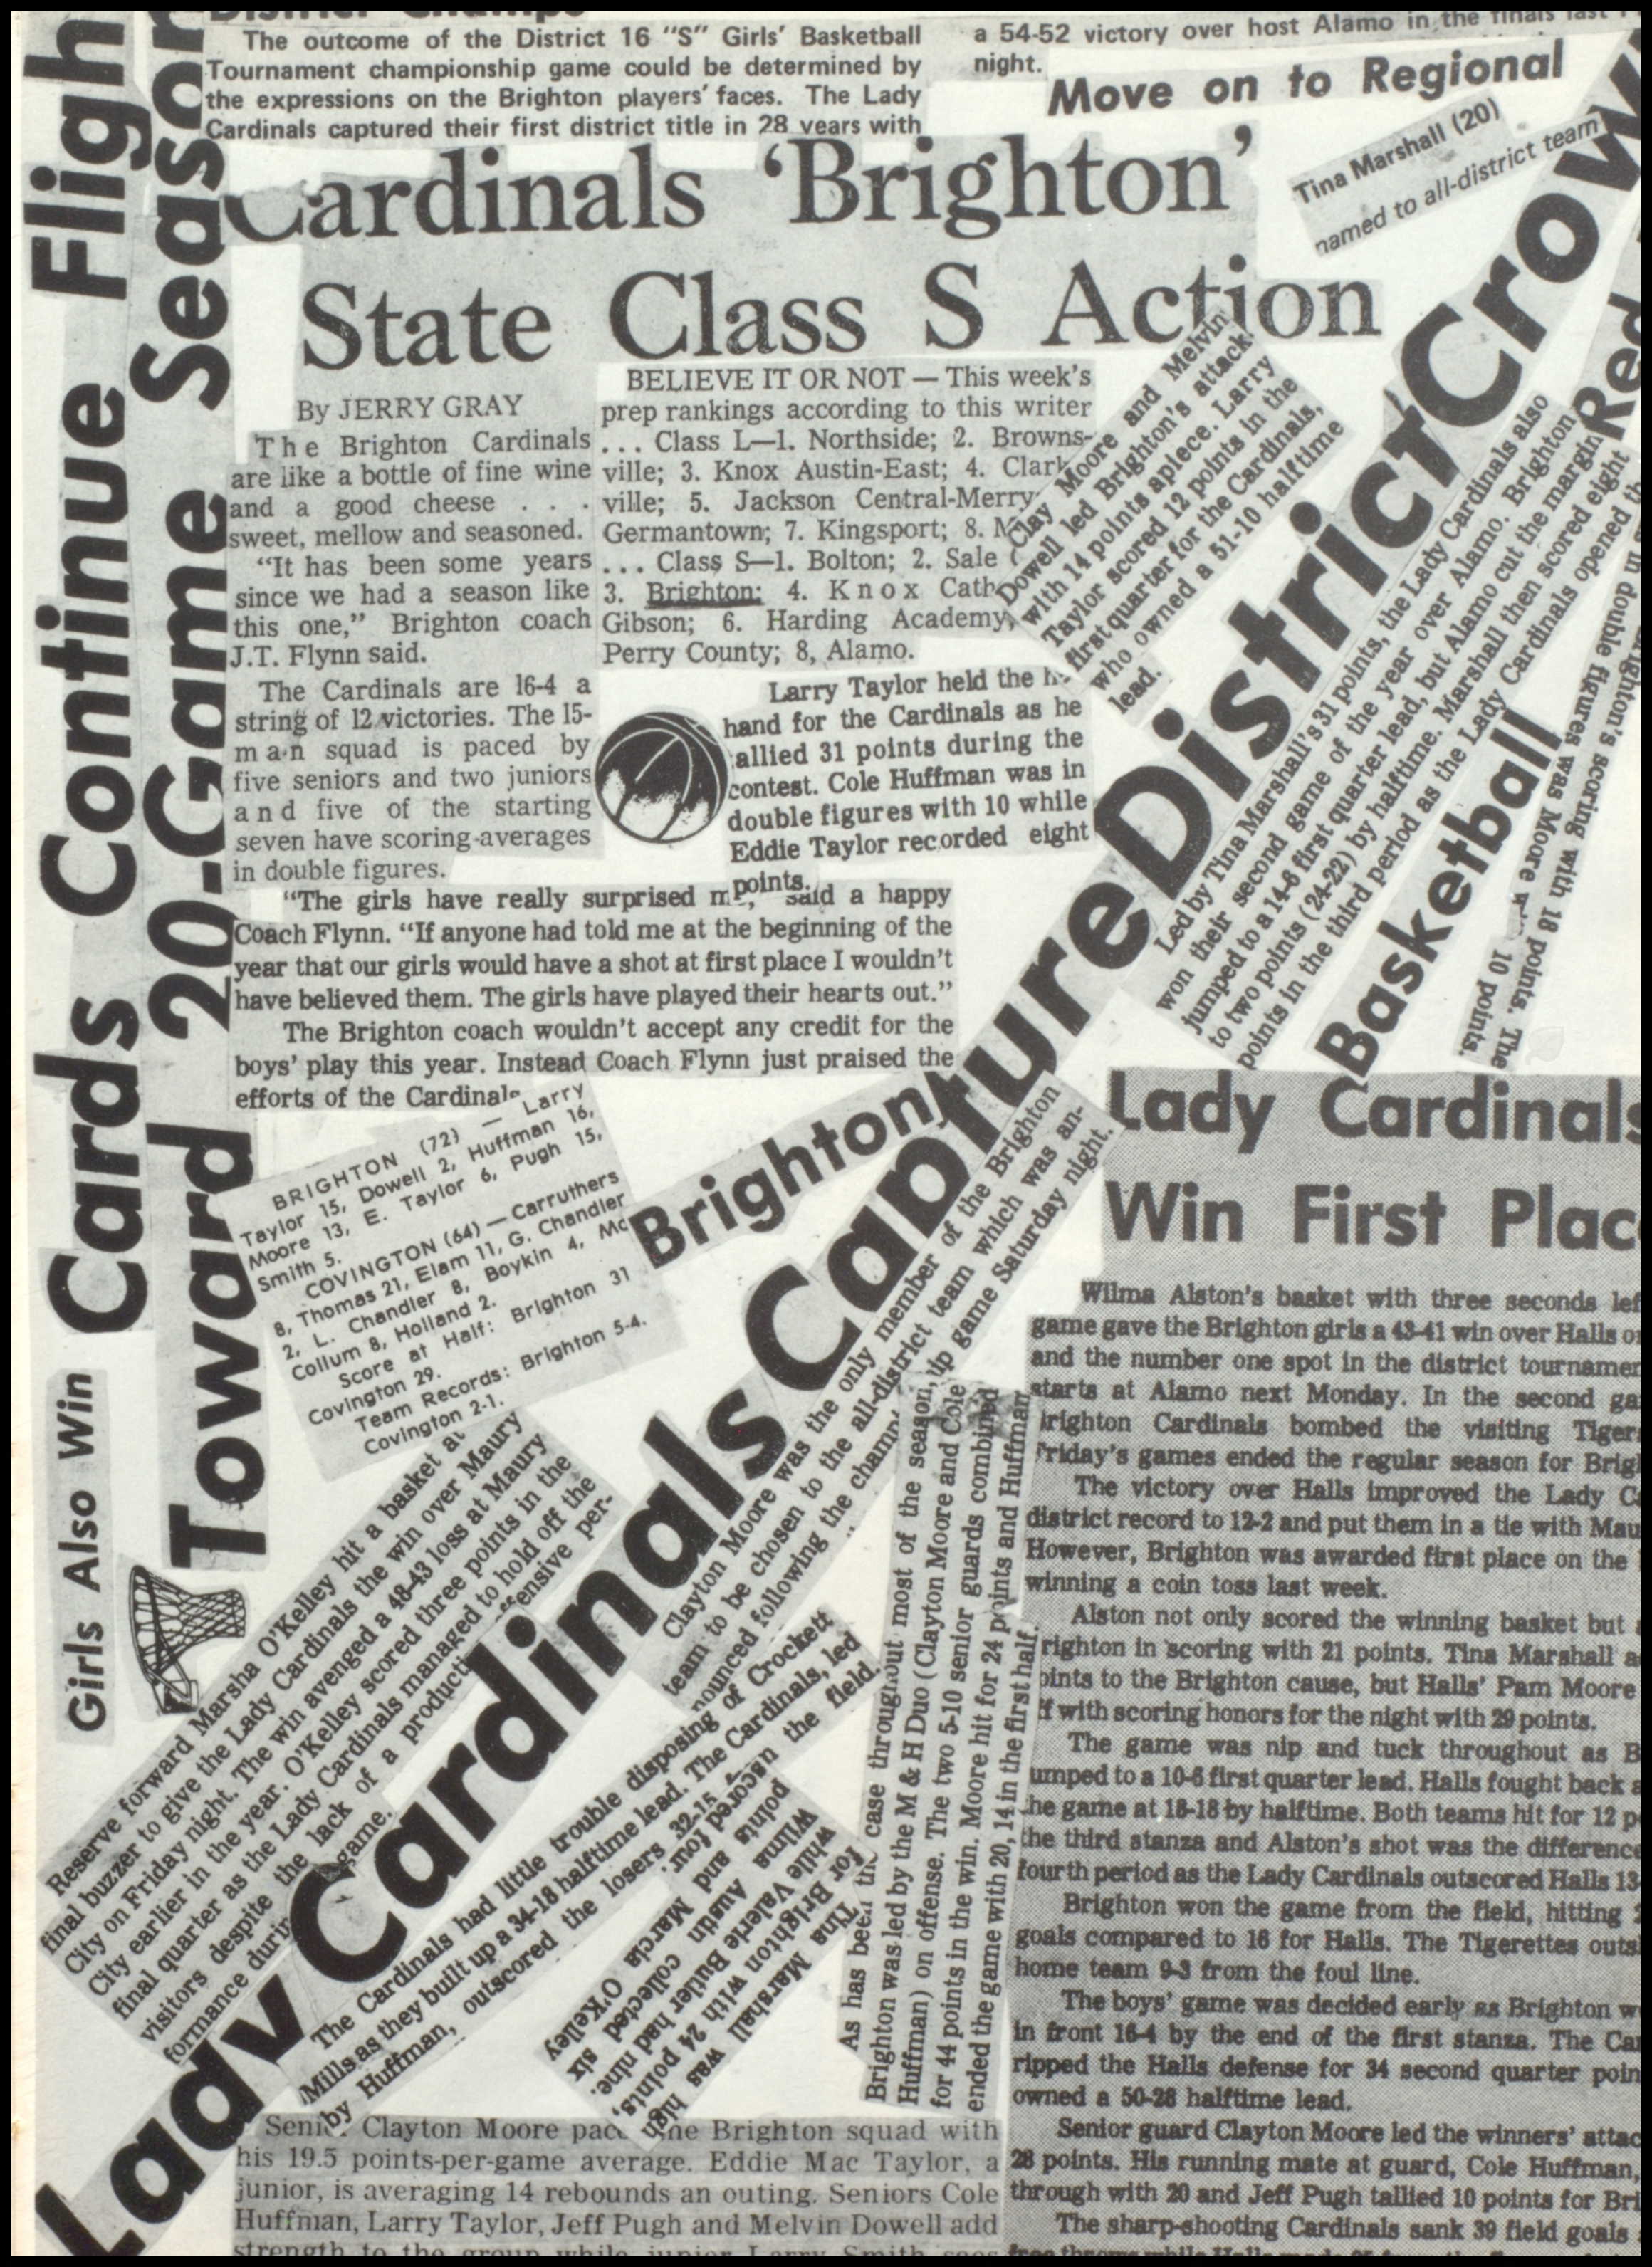 District Champs
The outcome of the District 16 "S" Girls' Basketball
Tournament championship game could be determined by
the expressions on the Brighton players' faces. The Lady
Cardinals captured their first district title in 28 years with
a 54-52 victory over host Alamo in the finals last
night.
Move on to Regional
Tina Marshall (20)
named to all-district team
Cards Continue Fligh
Toward 20-Game Season
Girls Also Win
Cardinals 'Brighton'
State Class S Action
By JERRY GRAY
The Brighton Cardinals
are like a bottle of fine wine
and a good cheese . . .
sweet, mellow and seasoned.
"It has been some years
since we had a season like
this one," Brighton coach
J.T. Flynn said.
The Cardinals are 16-4 a
string of 12 victories. The 15-
man squad is paced by
five seniors and two juniors
and five of the starting
seven have scoring-averages
in double figures.
BELIEVE IT OR NOT — This week's
prep rankings according to this writer
... Class L—1. Northside; 2. Browns-
ville; 3. Knox Austin-East; 4. Clark
ville; 5. Jackson Central-Merry
Germantown; 7. Kingsport; 8. M
... Class S—1. Bolton; 2. Sale
3. Brighton; 4. Knox Cath
Gibson; 6. Harding Academy,
Perry County; 8, Alamo.
Clay Moore and Melvin
Dowell led Brighton's attack
with 14 points apiece. Larry
Taylor scored 12 points in the
first quarter for the Cardinals,
who owned a 51-10 halftime
lead.
Larry Taylor held the h
hand for the Cardinals as he
allied 31 points during the
contest. Cole Huffman was in
double figures with 10 while
Eddie Taylor recorded eight
points.
"The girls have really surprised me," said a happy
Coach Flynn. "If anyone had told me at the beginning of the
year that our girls would have a shot at first place I wouldn't
have believed them. The girls have played their hearts out."
The Brighton coach wouldn't accept any credit for the
boys' play this year. Instead Coach Flynn just praised the
efforts of the Cardinals
BRIGHTON (72) — Larry
Taylor 15, Dowell 2, Huffman 16,
Moore 13, E. Taylor 6, Pugh 15,
Smith 5.
COVINGTON (64) — Carruthers
8, Thomas 21, Elam 11, G. Chandler
2, L. Chandler 8, Boykin 4, Mc
Collum 8, Holland 2.
Score at Half: Brighton 31
Covington 29.
Team Records: Brighton 5-4.
Covington 2-1.
Brighton
Lady Cardinals Capture District Crow
Led by Tina Marshall's 31 points, the Lady Cardinals also
won their second game of the year over Alamo. Brighton
jumped to a 14-6 first quarter lead, but Alamo cut the margin
to two points (24-22) by halftime. Marshall then scored eight
points in the third period as the Lady Cardinals opened th
Red
Basketball
ghton's scoring with 18 points. The
in double figures was Moore w 10 points.
Clayton Moore was the only member of the Brighton
team to be chosen to the all-district team which was an-
nounced following the championship game Saturday night.
Reserve forward Marsha O'Kelley hit a basket at
final buzzer to give the Lady Cardinals the win over Maury
City on Friday night. The win avenged a 48-43 loss at Maury
City earlier in the year. O'Kelley scored three points in the
final quarter as the Lady Cardinals managed to hold off the
visitors despite the lack of a productive offensive per-
formance during game.
The Cardinals had little trouble disposing of Crockett
Mills as they built up a 34-18 halftime lead. The Cardinals, led
by Huffman, outscored the losers 32-15 the field.
Tina Marshall was high
for Brighton with 24 points,
while Valerie Butler had nine.
Wilma Austin collected six
points and Marcia O'Kelley
scored four.
As has been the case throughout most of the season,
Brighton was led by the M & H Duo (Clayton Moore and Cole
Huffman) on offense. The two 5-10 senior guards combined
for 44 points in the win. Moore hit for 24 points and Huffman
ended the game with 20, 14 in the first half.
Lady Cardinals
Win First Plac
Wilma Alston's basket with three seconds lef
game gave the Brighton girls a 43-41 win over Halls o
and the number one spot in the district tournamen
starts at Alamo next Monday. In the second ga
Brighton Cardinals bombed the visiting Tiger
Friday's games ended the regular season for Brigh
The victory over Halls improved the Lady C
district record to 12-2 and put them in a tie with Mau
However, Brighton was awarded first place on the
winning a coin toss last week.
Alston not only scored the winning basket but
righton in scoring with 21 points. Tina Marshall a
oints to the Brighton cause, but Halls' Pam Moore
ff with scoring honors for the night with 29 points.
The game was nip and tuck throughout as B
umped to a 10-6 first quarter lead. Halls fought back a
the game at 18-18 by halftime. Both teams hit for 12 p
the third stanza and Alston's shot was the difference
fourth period as the Lady Cardinals outscored Halls 13-
Brighton won the game from the field, hitting
goals compared to 16 for Halls. The Tigerettes outs
home team 9-3 from the foul line.
The boys' game was decided early as Brighton w
in front 16-4 by the end of the first stanza. The Car
ripped the Halls defense for 34 second quarter poin
owned a 50-28 halftime lead.
Senior guard Clayton Moore led the winners' attac
28 points. His running mate at guard, Cole Huffman,
through with 20 and Jeff Pugh tallied 10 points for Bri
The sharp-shooting Cardinals sank 39 field goals
Senior Clayton Moore paces the Brighton squad with
his 19.5 points-per-game average. Eddie Mac Taylor, a
junior, is averaging 14 rebounds an outing. Seniors Cole
Huffman, Larry Taylor, Jeff Pugh and Melvin Dowell add
strength to the group while junior Larry Smith